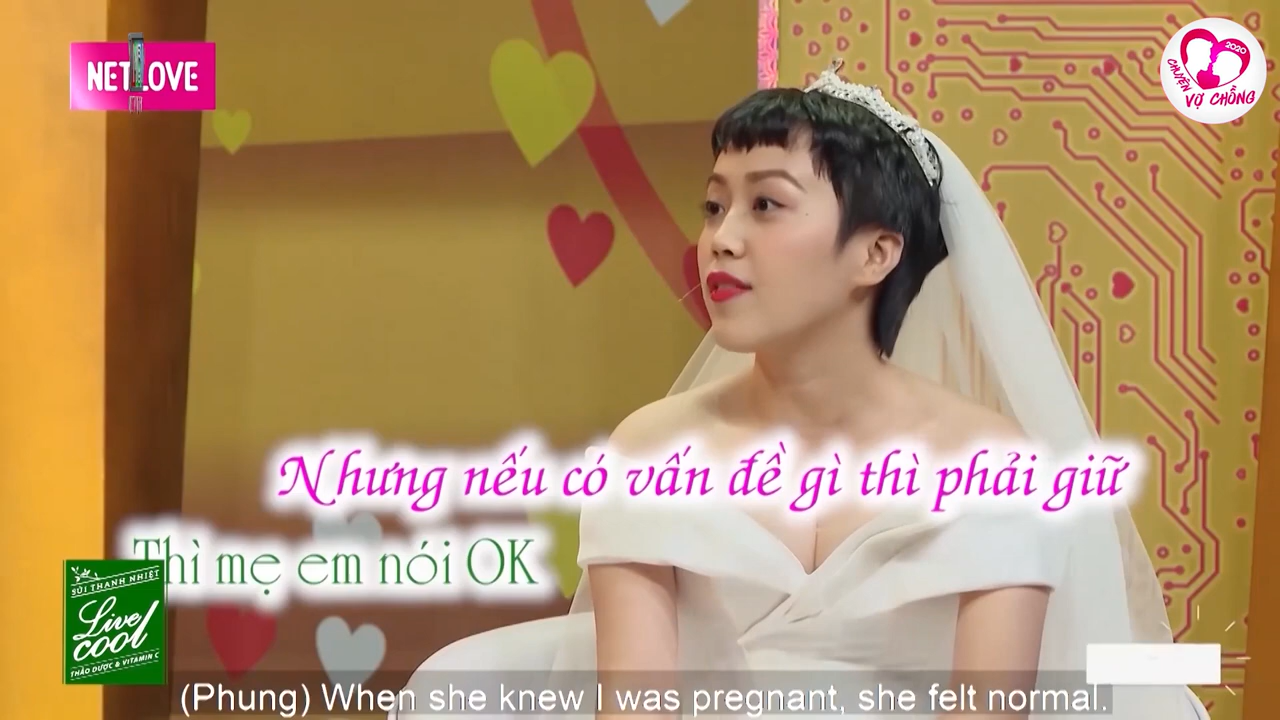 NETLOVE
2020
CHUYỆN
VỢ CHỒNG
Nhưng nếu có vấn đề gì thì phải giữ
Thì mẹ em nói OK
SỦI THANH NHIỆT
Live
cool
THẢO DƯỢC & VITAMIN C
(Phung) When she knew I was pregnant, she felt normal.